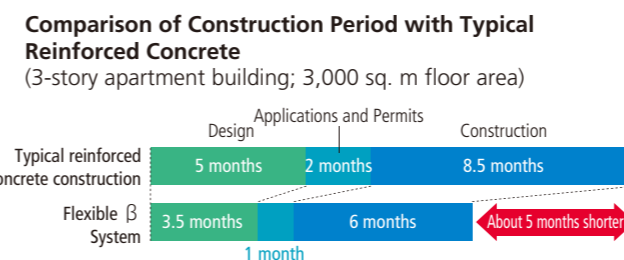 Comparison of Construction Period with Typical
Reinforced Concrete
(3-story apartment building; 3,000 sq. m floor area)
Applications and Permits
Design
Construction
Typical reinforced
oncrete construction
5 months
2 months
8.5 months
Flexible β
System
3.5 months
1 month
6 months
About 5 months shorter